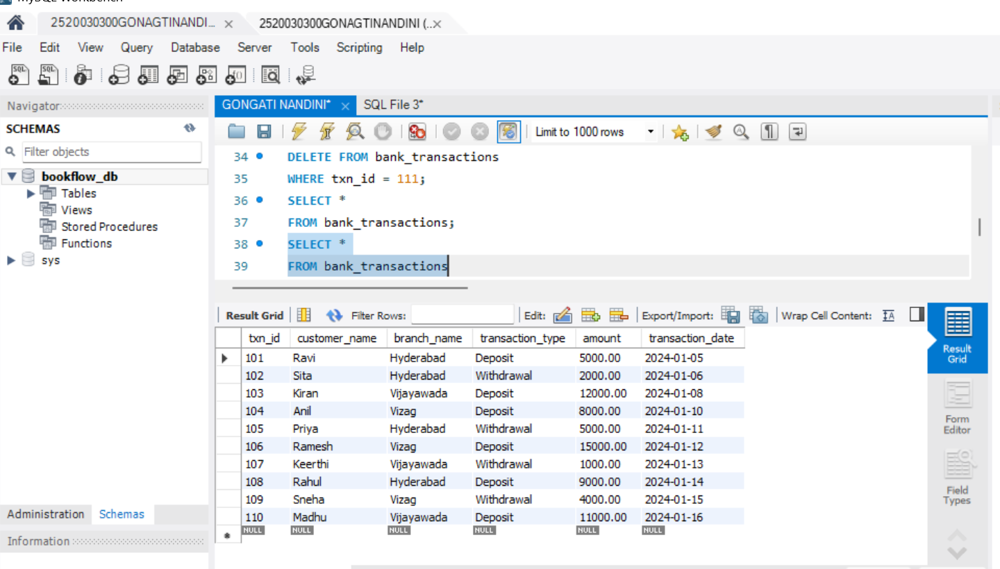 MySQL Workbench
2520030300GONAGTINANDI... × 2520030300GONAGTINANDINI (..×
File Edit View Query Database Server Tools Scripting Help
SQL SQL
Navigator
SCHEMAS
Filter objects
bookflow_db
Tables
Views
Stored Procedures
Functions
sys
Administration Schemas
Information
GONGATI NANDINI* × SQL File 3*
Limit to 1000 rows
34 DELETE FROM bank_transactions
35 WHERE txn_id = 111;
36 SELECT *
37 FROM bank_transactions;
38 SELECT *
39 FROM bank_transactions
Result Grid Filter Rows: Edit: Export/Import: Wrap Cell Content: IA
txn_id customer_name branch_name transaction_type amount transaction_date
101 Ravi Hyderabad Deposit 5000.00 2024-01-05
102 Sita Hyderabad Withdrawal 2000.00 2024-01-06
103 Kiran Vijayawada Deposit 12000.00 2024-01-08
104 Anil Vizag Deposit 8000.00 2024-01-10
105 Priya Hyderabad Withdrawal 5000.00 2024-01-11
106 Ramesh Vizag Deposit 15000.00 2024-01-12
107 Keerthi Vijayawada Withdrawal 1000.00 2024-01-13
108 Rahul Hyderabad Deposit 9000.00 2024-01-14
109 Sneha Vizag Withdrawal 4000.00 2024-01-15
110 Madhu Vijayawada Deposit 11000.00 2024-01-16
NULL NULL NULL NULL NULL NULL
Result
Grid
Form
Editor
Field
Types